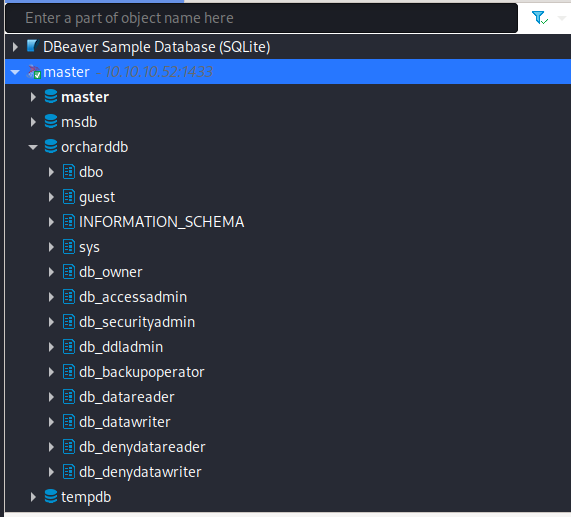 Enter a part of object name here
DBeaver Sample Database (SQLite)
master - 10.10.10.52:1433
master
msdb
orcharddb
dbo
guest
INFORMATION_SCHEMA
sys
db_owner
db_accessadmin
db_securityadmin
db_ddladmin
db_backupoperator
db_datareader
db_datawriter
db_denydatareader
db_denydatawriter
tempdb